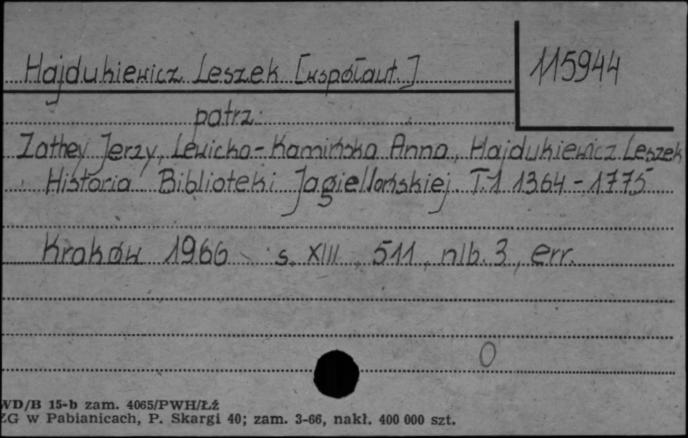 Hajdukiewicz Leszek [współaut.]
115944
patrz:
Zathey Jerzy, Lewicka-Kamińska Anna, Hajdukiewicz Leszek
Historia Biblioteki Jagiellońskiej. T.1 1364-1775
Kraków 1966 s. XIII, 511, nlb. 3, err.
0
WD/B 15-b zam. 4065/PWH/Łź
ZG w Pabianicach, P. Skargi 40; zam. 3-66, nakł. 400 000 szt.